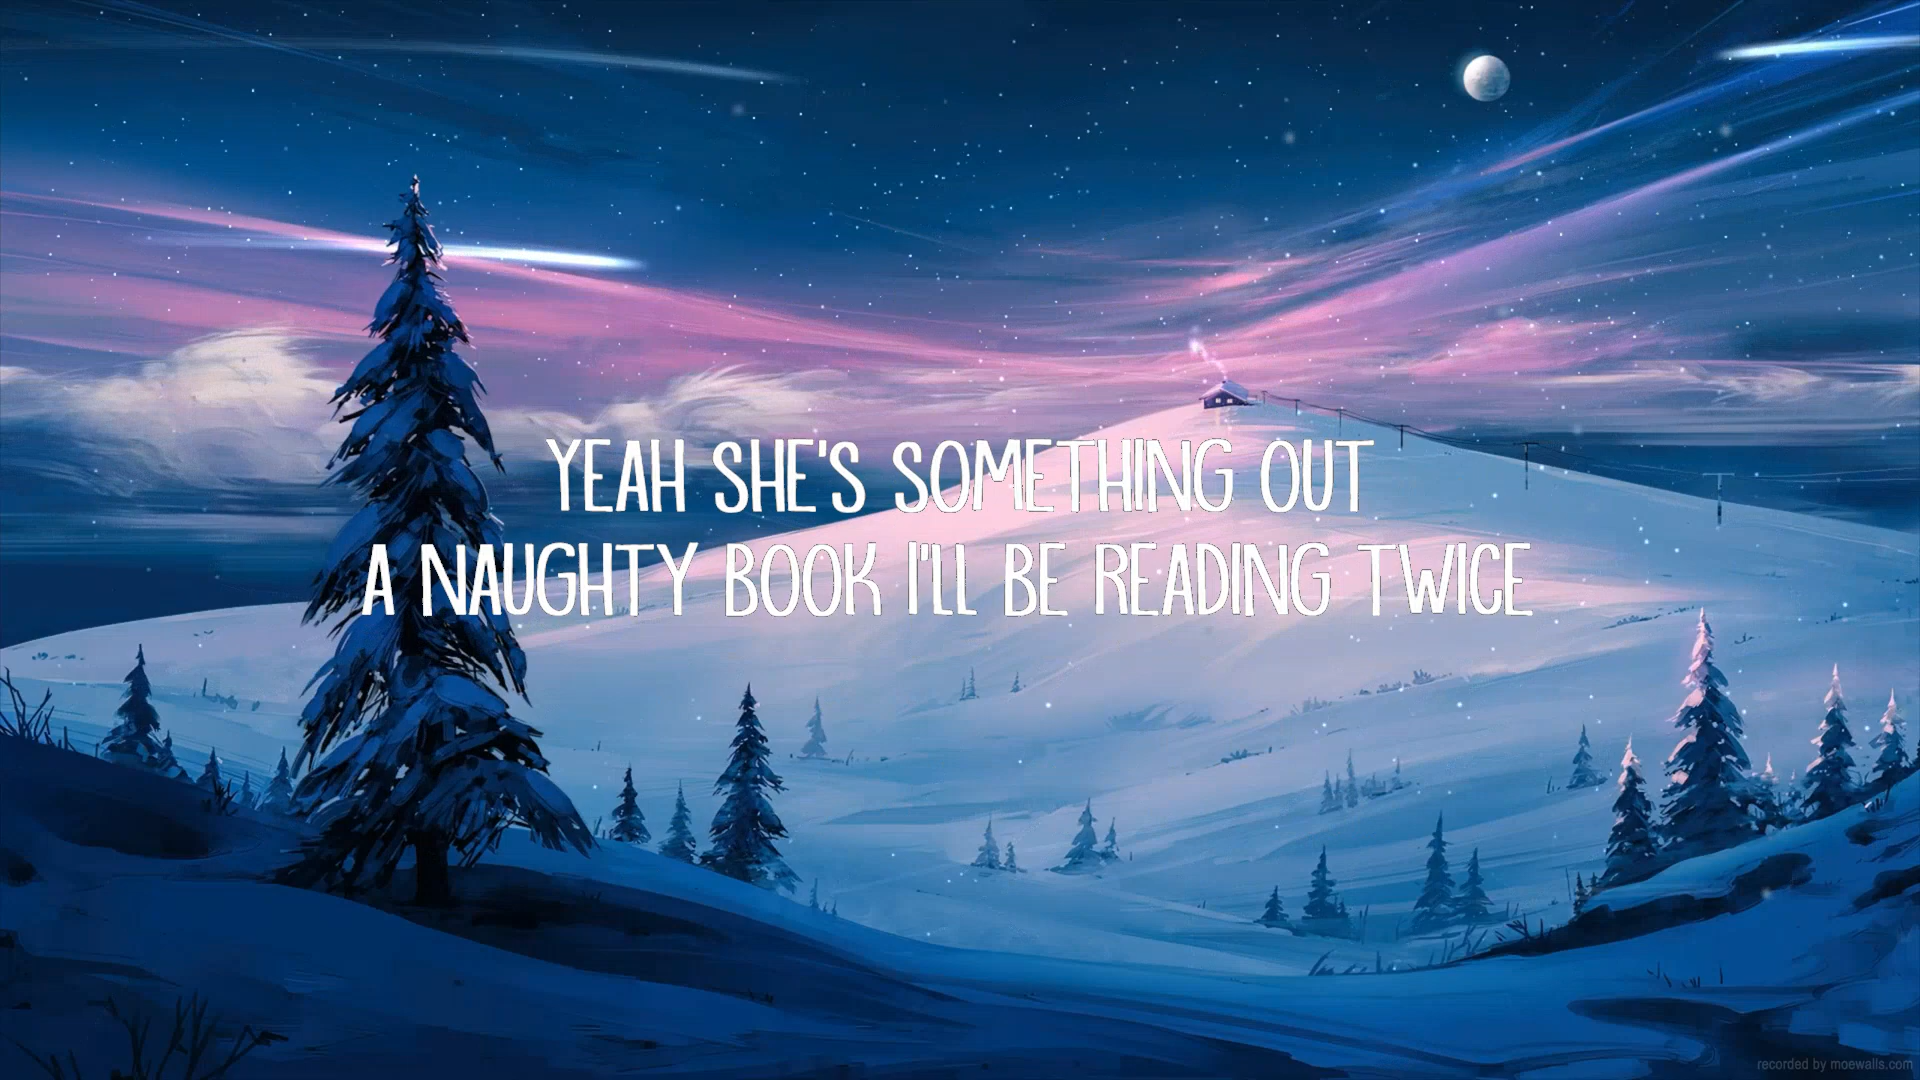 YEAH SHE'S SOMETHING OUT
A NAUGHTY BOOK I'LL BE READING TWICE
recorded by moewalls.com